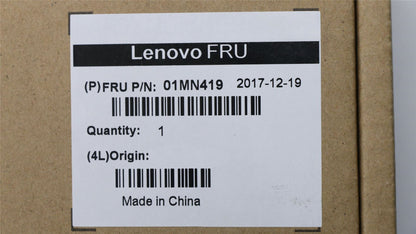 Lenovo FRU
(P)FRU P/N: 01MN419 2017-12-19
Quantity: 1
(4L)Origin:
Made in China